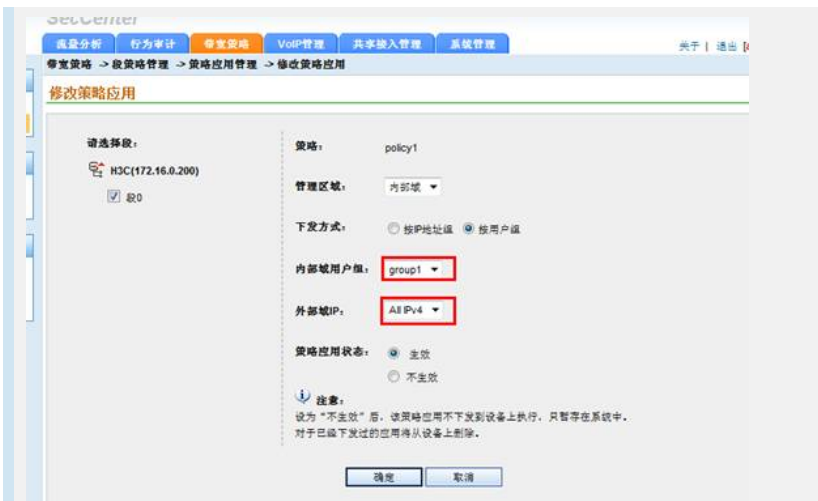 SecCenter
流量分析 行为审计 带宽策略 VoIP管理 共享接入管理 系统管理
关于 | 退出
带宽策略 -> 段策略管理 -> 策略应用管理 -> 修改策略应用
修改策略应用
请选择段：
H3C(172.16.0.200)
段0
策略： policy1
管理区域： 内部域
下发方式： 按IP地址组 按用户组
内部域用户组： group1
外部域IP： All IPv4
策略应用状态： 生效
不生效
注意：
设为“不生效”后，该策略应用不下发到设备上执行，只暂存在系统中。
对于已经下发过的应用将从设备上删除。
确定 取消